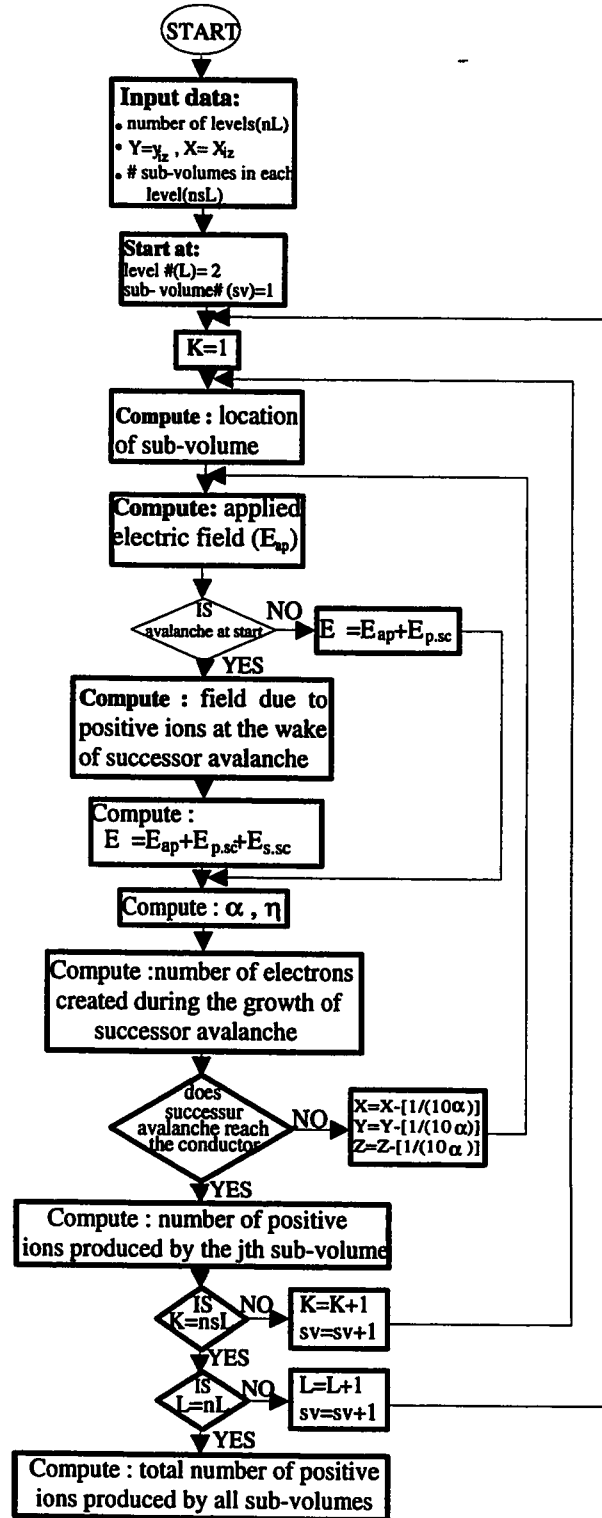 START
Input data:
• number of levels(nL)
• Y=y_iz , X= X_iz
• # sub-volumes in each
level(nsL)
Start at:
level #(L)= 2
sub- volume# (sv)=1
K=1
Compute : location
of sub-volume
Compute: applied
electric field (E_ap)
IS
avalanche at start
NO
E =E_ap+E_p.sc
YES
Compute : field due to
positive ions at the wake
of successor avalanche
Compute :
E =E_ap+E_p.sc+E_s.sc
Compute : α , η
Compute :number of electrons
created during the growth of
successor avalanche
does
successur
avalanche reach
the conductor
NO
X=X-[1/(10α)]
Y=Y-[1/(10α)]
Z=Z-[1/(10α )]
YES
Compute : number of positive
ions produced by the jth sub-volume
IS
K=nsL
NO
K=K+1
sv=sv+1
YES
IS
L=nL
NO
L=L+1
sv=sv+1
YES
Compute : total number of positive
ions produced by all sub-volumes